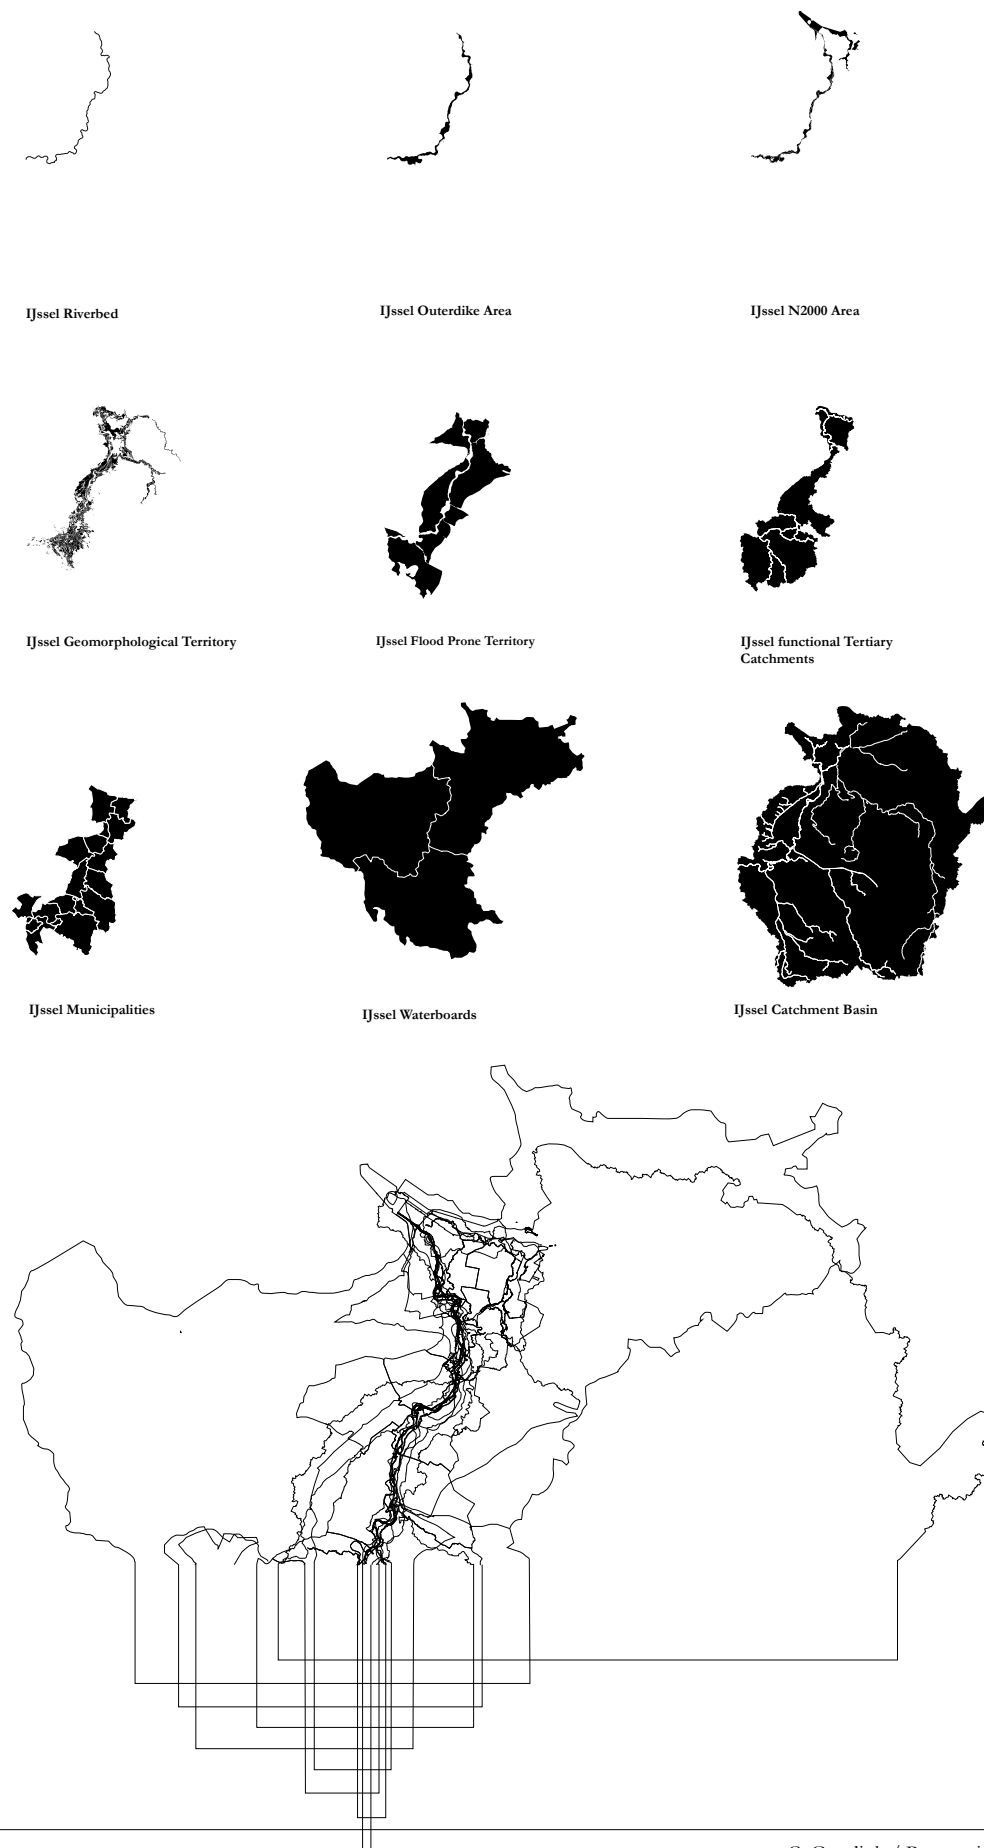 IJssel Riverbed
IJssel Outerdike Area
IJssel N2000 Area
IJssel Geomorphological Territory
IJssel Flood Prone Territory
IJssel functional Tertiary
Catchments
IJssel Municipalities
IJssel Waterboards
IJssel Catchment Basin